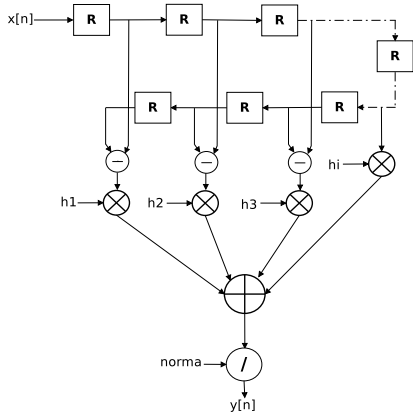 x[n] R R R
R
R R R
− − −
hi
h1 h2 h3
norma /
y[n]